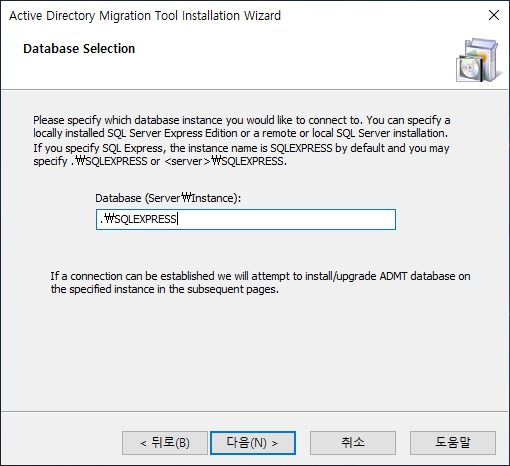 Active Directory Migration Tool Installation Wizard
Database Selection
Please specify which database instance you would like to connect to. You can specify a
locally installed SQL Server Express Edition or a remote or local SQL Server installation.
If you specify SQL Express, the instance name is SQLEXPRESS by default and you may
specify .₩SQLEXPRESS or <server>₩SQLEXPRESS.
Database (Server₩Instance):
.₩SQLEXPRESS
If a connection can be established we will attempt to install/upgrade ADMT database on
the specified instance in the subsequent pages.
< 뒤로(B) 다음(N) > 취소 도움말